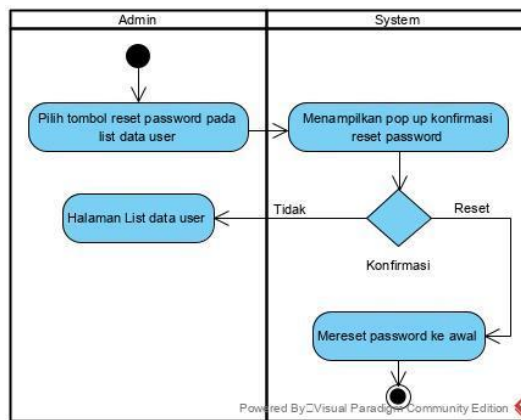 Admin
System
Pilih tombol reset password pada
list data user
Menampilkan pop up konfirmasi
reset password
Halaman List data user
Tidak
Reset
Konfirmasi
Mereset password ke awal
Powered By Visual Paradigm Community Edition